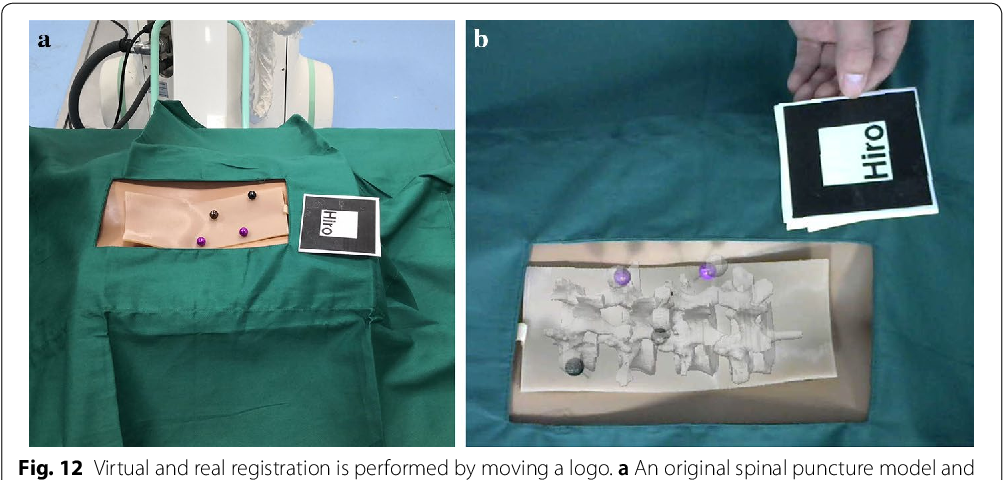 a
b
Hiro
Hiro
Fig. 12 Virtual and real registration is performed by moving a logo. a An original spinal puncture model and